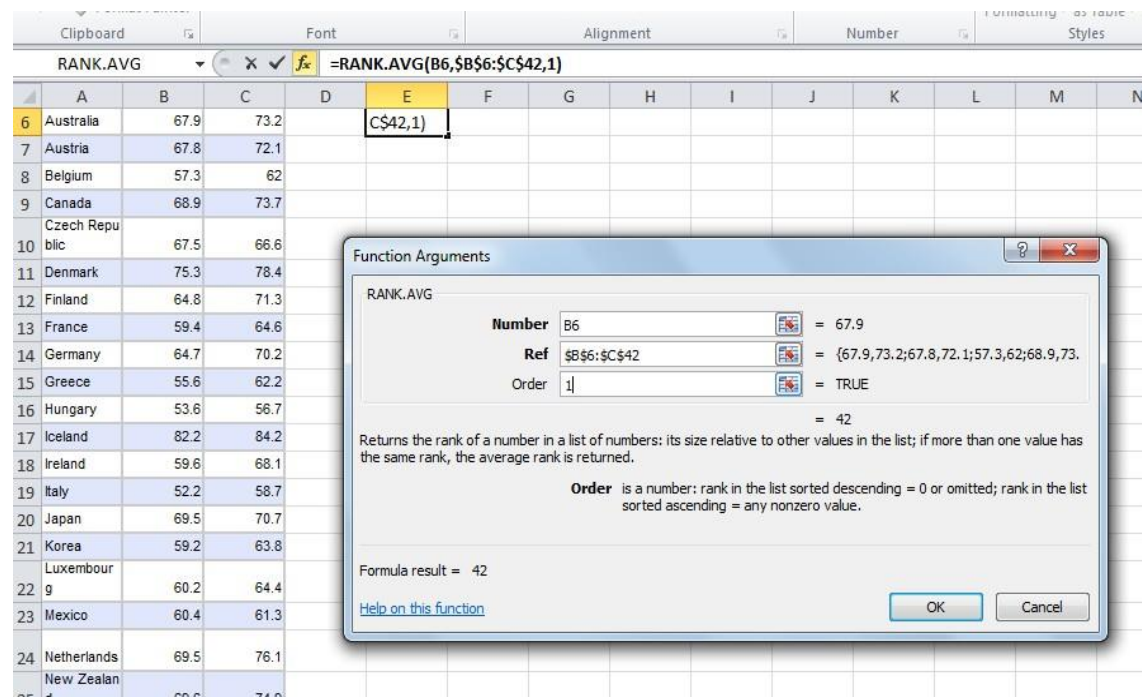 Clipboard Font Alignment Number Styles
RANK.AVG fx =RANK.AVG(B6,$B$6:$C$42,1)
A B C D E F G H I J K L M N
6 Australia 67.9 73.2 C$42,1)
7 Austria 67.8 72.1
8 Belgium 57.3 62
9 Canada 68.9 73.7
Czech Repu
10 blic 67.5 66.6
11 Denmark 75.3 78.4
12 Finland 64.8 71.3
13 France 59.4 64.6
14 Germany 64.7 70.2
15 Greece 55.6 62.2
16 Hungary 53.6 56.7
17 Iceland 82.2 84.2
18 Ireland 59.6 68.1
19 Italy 52.2 58.7
20 Japan 69.5 70.7
21 Korea 59.2 63.8
Luxembour
22 g 60.2 64.4
23 Mexico 60.4 61.3
24 Netherlands 69.5 76.1
New Zealan
Function Arguments
RANK.AVG
Number B6 = 67.9
Ref $B$6:$C$42 = {67.9,73.2;67.8,72.1;57.3,62;68.9,73.
Order 1 = TRUE
= 42
Returns the rank of a number in a list of numbers: its size relative to other values in the list; if more than one value has
the same rank, the average rank is returned.
Order is a number: rank in the list sorted descending = 0 or omitted; rank in the list
sorted ascending = any nonzero value.
Formula result = 42
Help on this function
OK Cancel